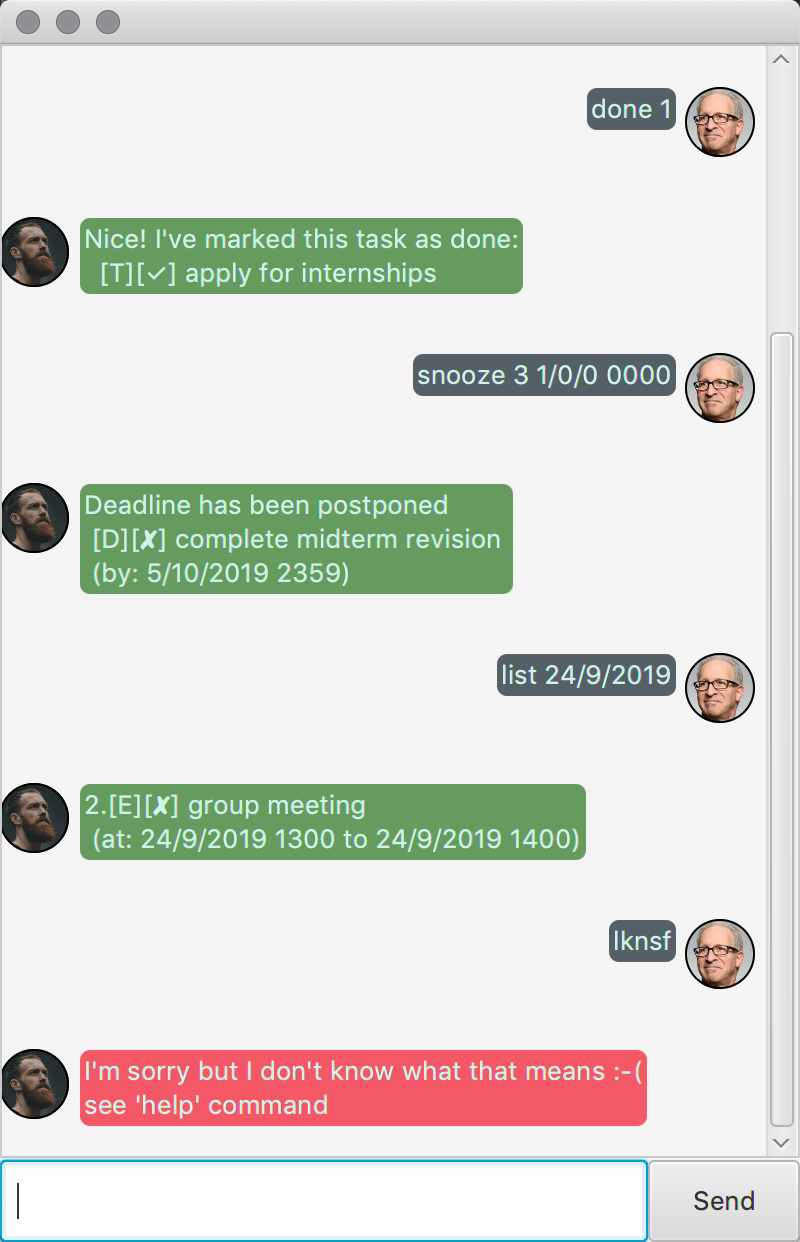 done 1
Nice! I've marked this task as done:
[T][✓] apply for internships
snooze 3 1/0/0 0000
Deadline has been postponed
[D][✘] complete midterm revision
(by: 5/10/2019 2359)
list 24/9/2019
2.[E][✘] group meeting
(at: 24/9/2019 1300 to 24/9/2019 1400)
lknsf
I'm sorry but I don't know what that means :-(
see 'help' command
Send